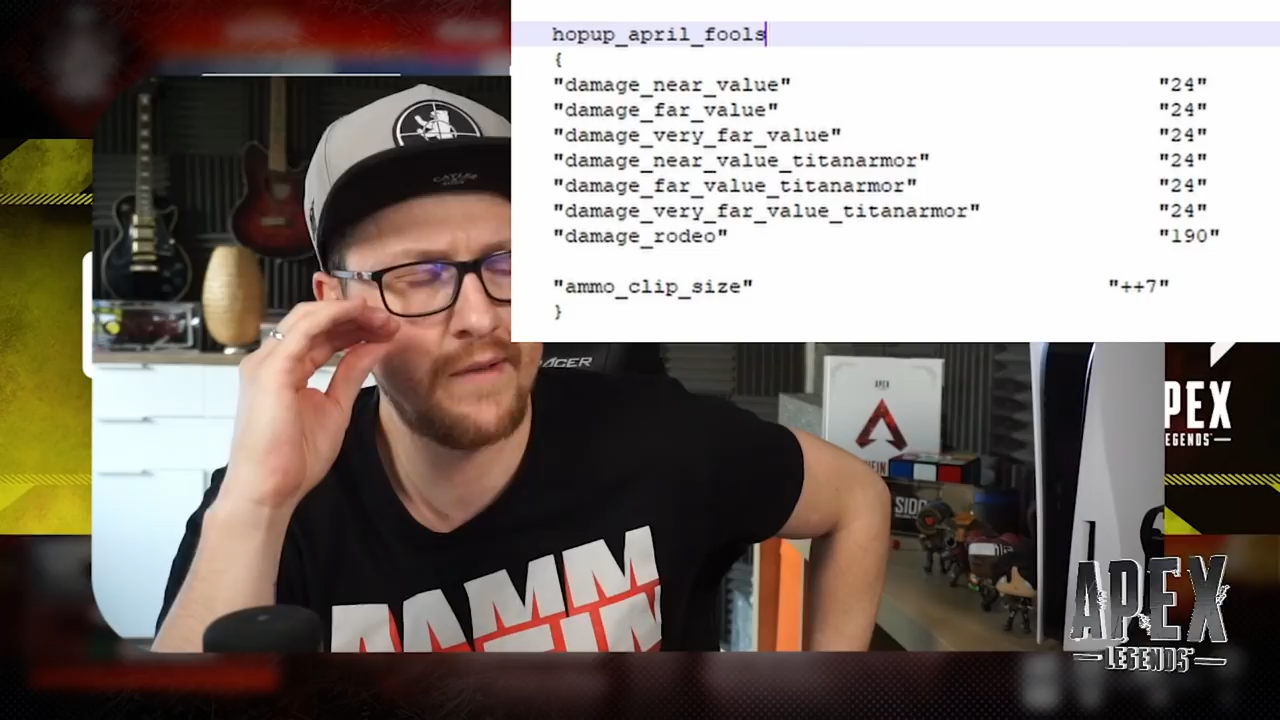 hopup_april_fools
{
"damage_near_value" "24"
"damage_far_value" "24"
"damage_very_far_value" "24"
"damage_near_value_titanarmor" "24"
"damage_far_value_titanarmor" "24"
"damage_very_far_value_titanarmor" "24"
"damage_rodeo" "190"
"ammo_clip_size" "++7"
}
APEX
PEX
LEGENDS
APEX
LEGENDS